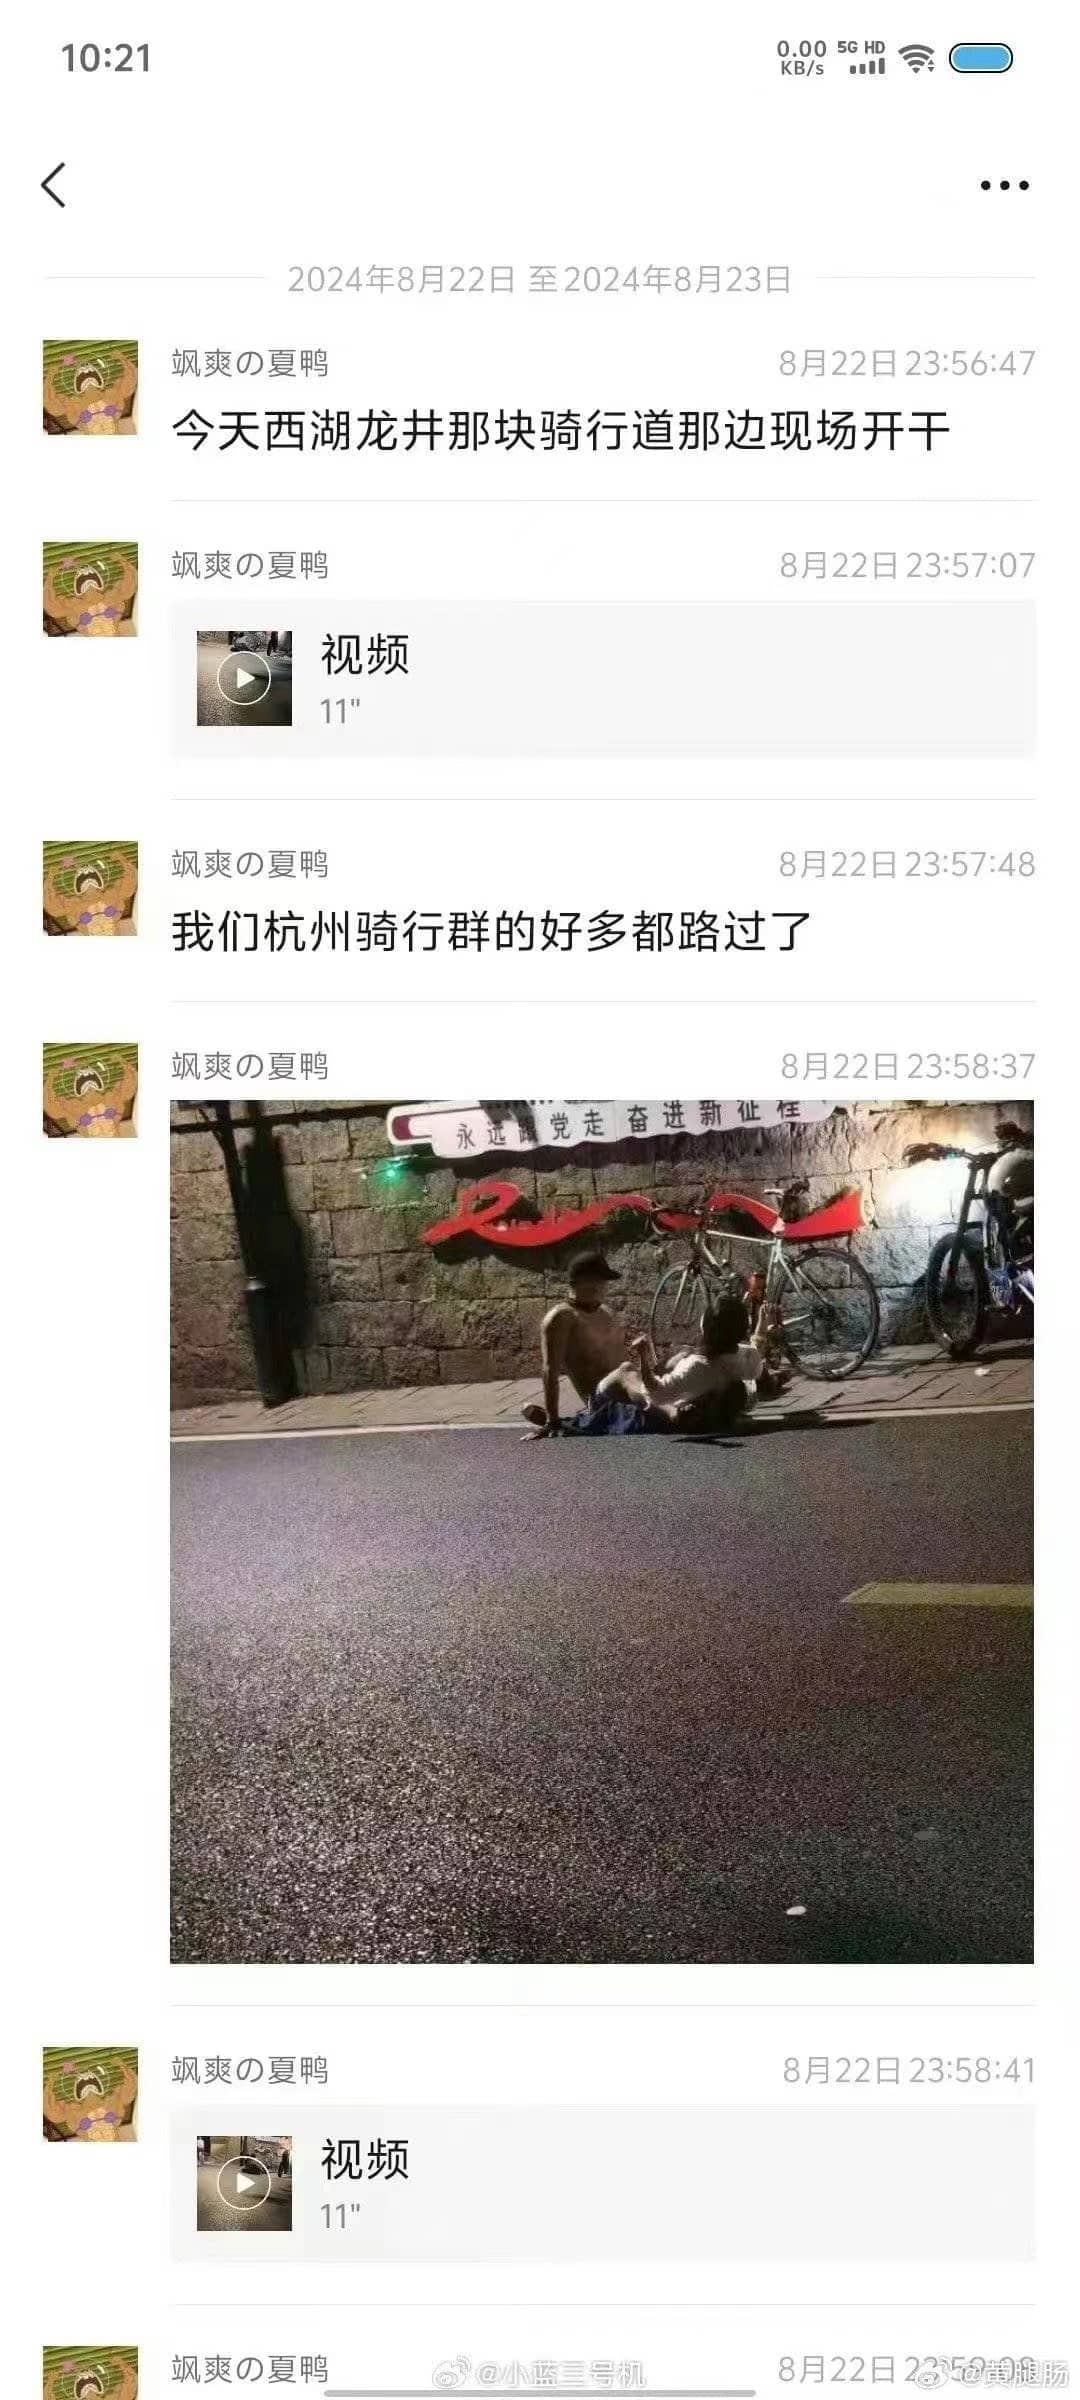 10:21
0.00 KB/s 5G HD
2024年8月22日 至2024年8月23日
飒爽の夏鸭 8月22日 23:56:47
今天西湖龙井那块骑行道那边现场开干
飒爽の夏鸭 8月22日 23:57:07
视频
11"
飒爽の夏鸭 8月22日 23:57:48
我们杭州骑行群的好多都路过了
飒爽の夏鸭 8月22日 23:58:37
永远跟党走 奋进新征程
飒爽の夏鸭 8月22日 23:58:41
视频
11"
飒爽の夏鸭 8月22日
@小蓝三号机
@黄腿肠